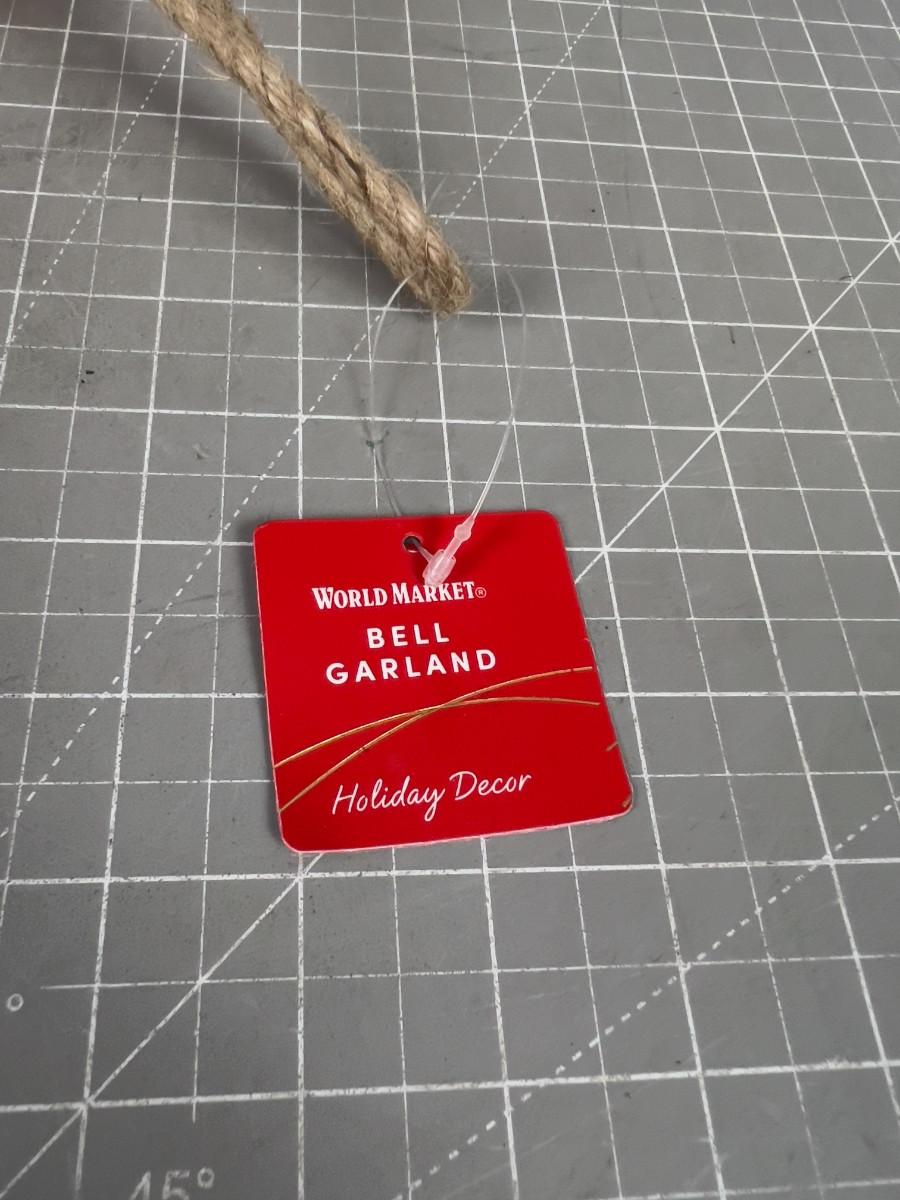 WORLD MARKET®
BELL
GARLAND
Holiday Decor
45°